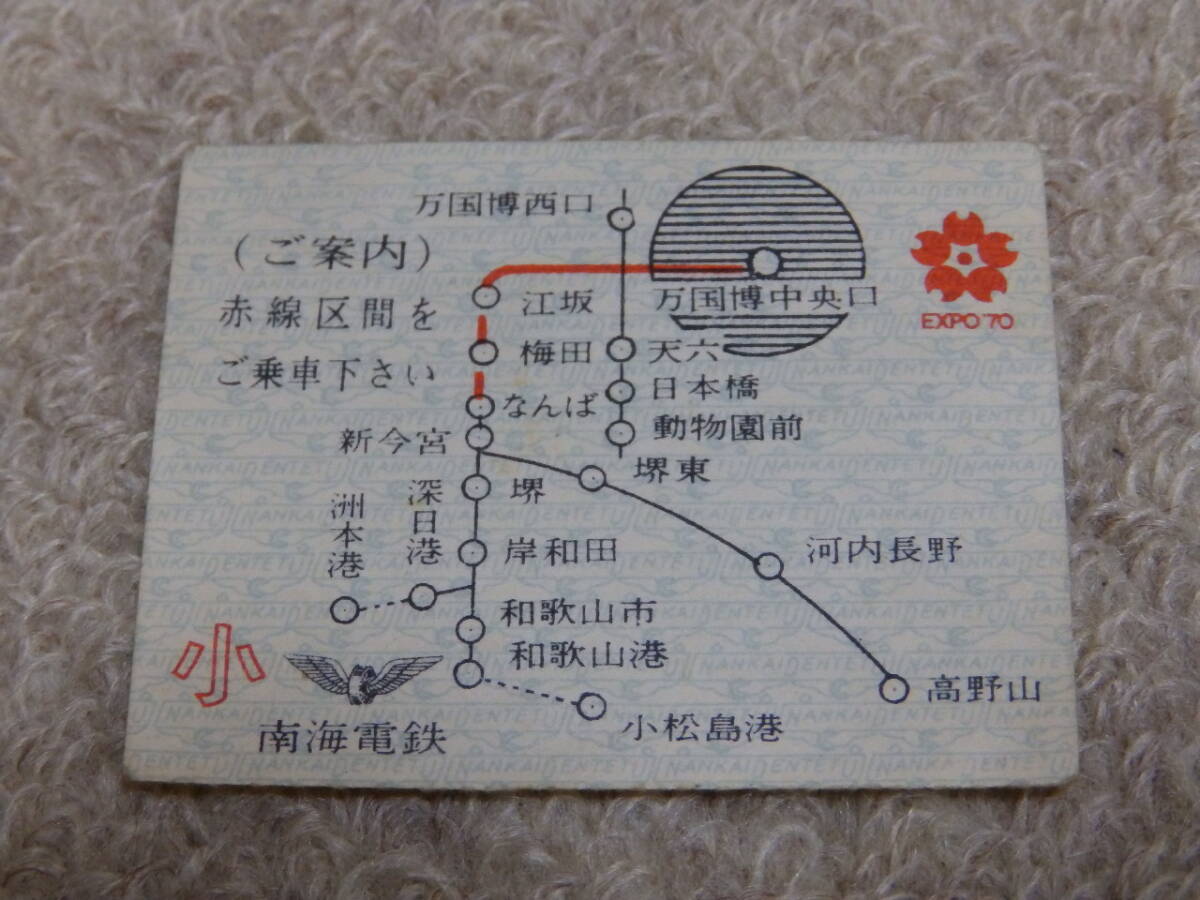 万国博西口
(ご案内)
赤線区間を
ご乗車下さい
EXPO'70
万国博中央口
江坂
梅田
天六
日本橋
なんば
動物園前
新今宮
堺東
堺
深日港
洲本港
岸和田
河内長野
和歌山市
和歌山港
高野山
小松島港
小
南海電鉄
NANKAI DENTETU